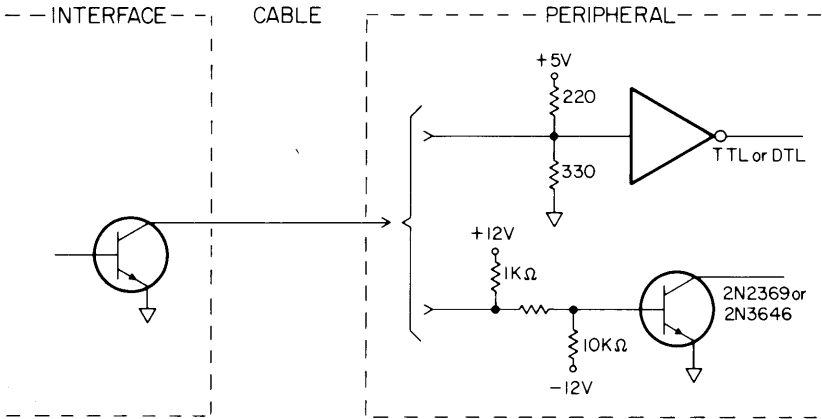 INTERFACE
CABLE
PERIPHERAL
+5V
220
330
TTL or DTL
+12V
1KΩ
10KΩ
-12V
2N2369 or
2N3646